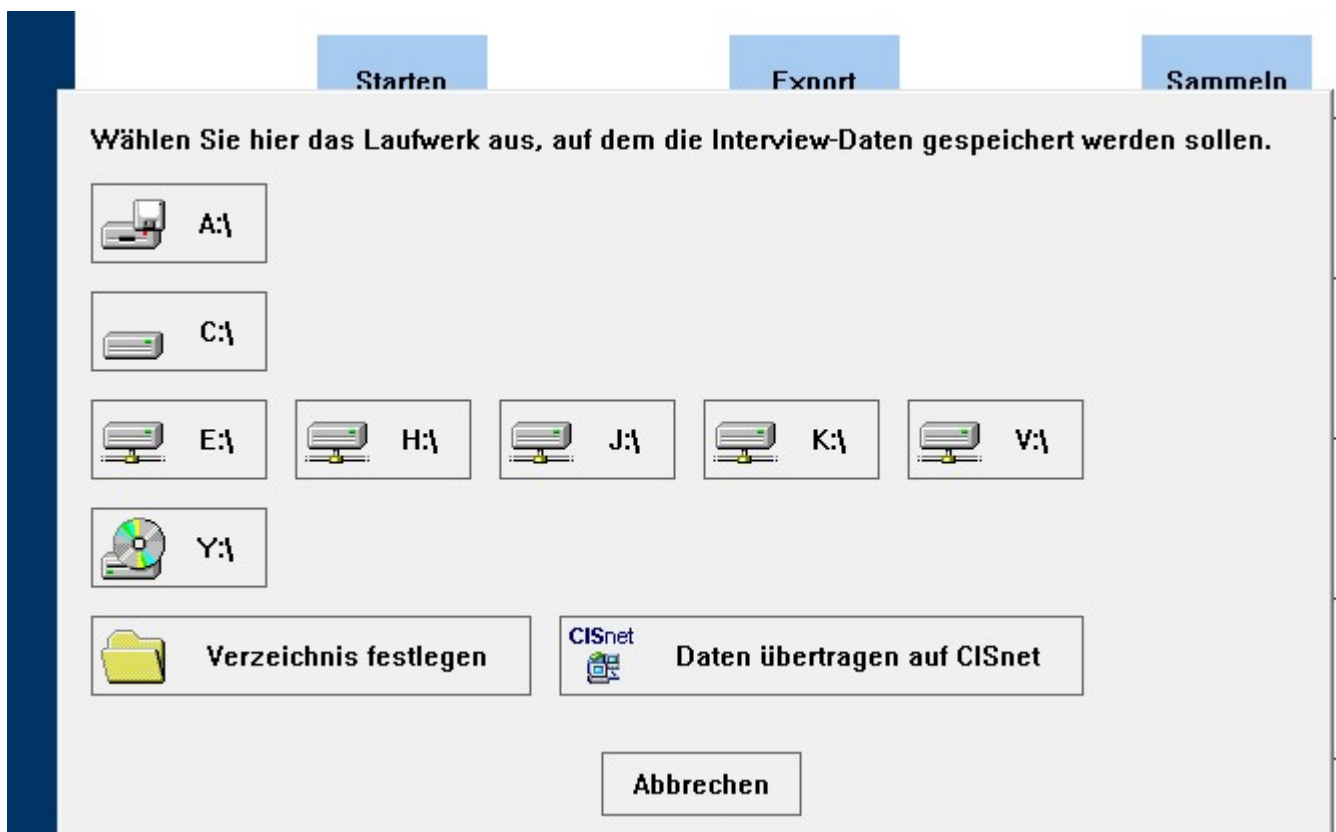 Starten Export Sammeln
Wählen Sie hier das Laufwerk aus, auf dem die Interview-Daten gespeichert werden sollen.
A:\
C:\
E:\ H:\ J:\ K:\ V:\
Y:\
Verzeichnis festlegen CISnet Daten übertragen auf CISnet
Abbrechen